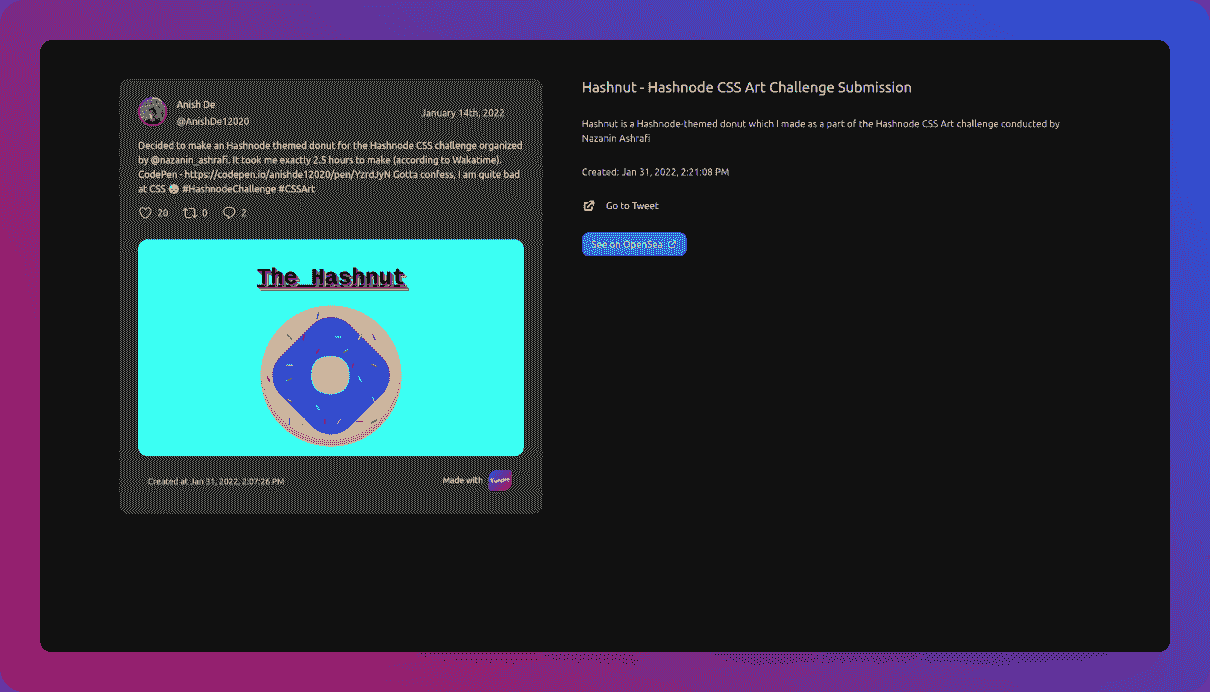 Anish De
@AnishDe12020
January 14th, 2022
Decided to make an Hashnode themed donut for the Hashnode CSS challenge organized
by @nazanin_ashrafi. It took me exactly 2.5 hours to make (according to Wakatime).
CodePen - https://codepen.io/anishde12020/pen/YzrdJyN Gotta confess, I am quite bad
at CSS 😅 #HashnodeChallenge #CSSArt
20 0 2
The Hashnut
Created at Jan 31, 2022, 2:07:26 PM
Made with
Hashnut - Hashnode CSS Art Challenge Submission
Hashnut is a Hashnode-themed donut which I made as a part of the Hashnode CSS Art challenge conducted by
Nazanin Ashrafi
Created: Jan 31, 2022, 2:21:08 PM
Go to Tweet
See on OpenSea